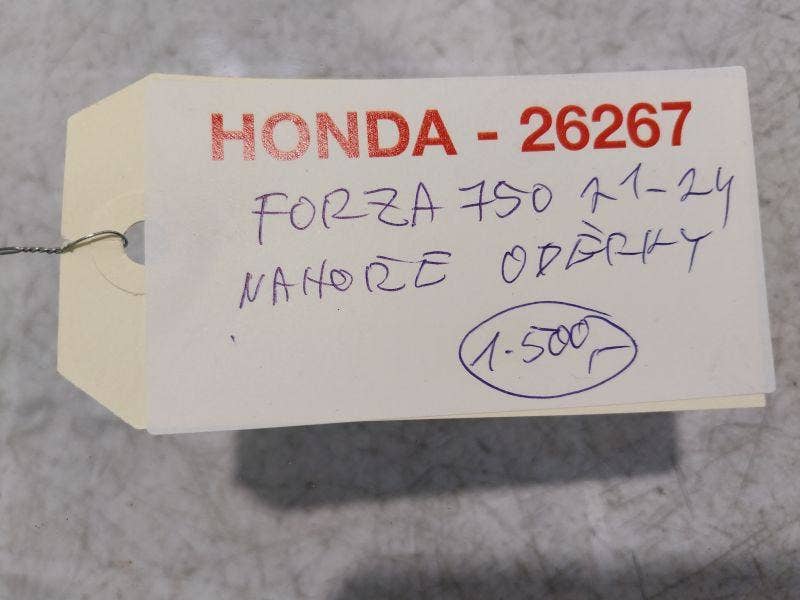 HONDA - 26267
FORZA 750 21-24
NAHOŘE ODĚRKY
1.500,-